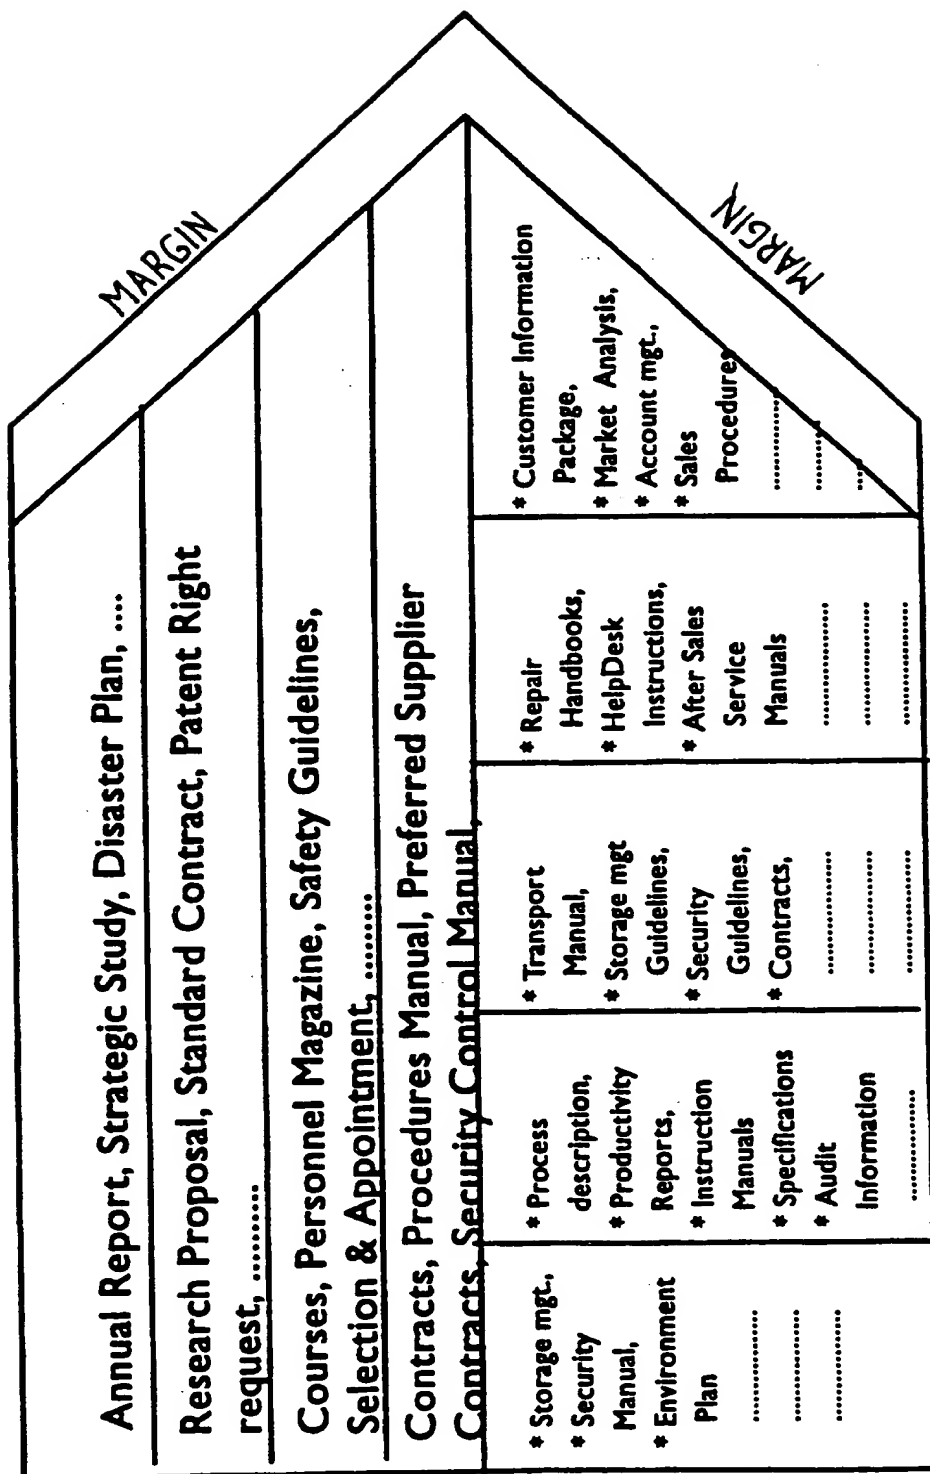 Annual Report, Strategic Study, Disaster Plan, ....
Research Proposal, Standard Contract, Patent Right
request, .........
Courses, Personnel Magazine, Safety Guidelines,
Selection & Appointment, .........
Contracts, Procedures Manual, Preferred Supplier
Contracts, Security Control Manual,
* Storage mgt.,
* Security
Manual,
* Environment
Plan
..................
..................
..................
* Process
description,
* Productivity
Reports,
* Instruction
Manuals
* Specifications
* Audit
Information
..................
* Transport
Manual,
* Storage mgt
Guidelines,
* Security
Guidelines,
* Contracts,
..................
..................
..................
* Repair
Handbooks,
* HelpDesk
Instructions,
* After Sales
Service
Manuals
..................
..................
..................
* Customer Information
Package,
* Market Analysis,
* Account mgt.,
* Sales
Procedures
..................
...........
.....
MARGIN
MARGIN